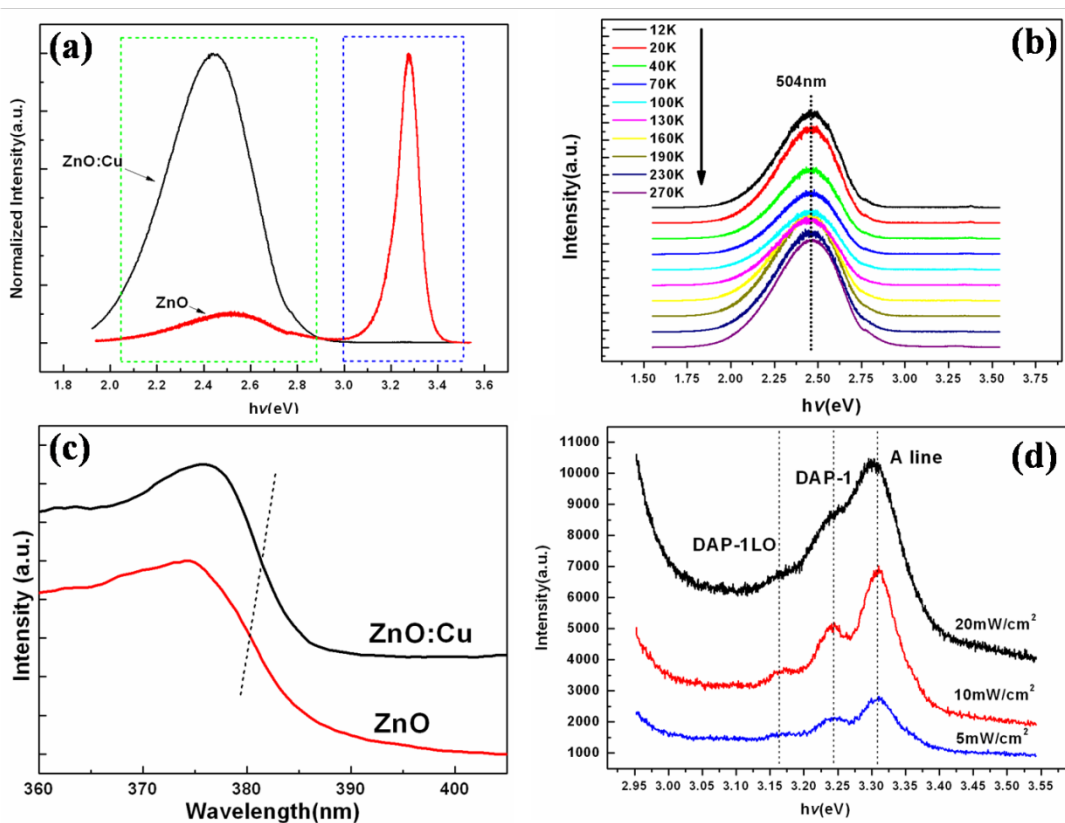 (a)
ZnO:Cu
ZnO
Normalized Intensity(a.u.)
1.8 2.0 2.2 2.4 2.6 2.8 3.0 3.2 3.4 3.6
hν(eV)
(b)
12K
20K
40K
70K
100K
130K
160K
190K
230K
270K
504nm
Intensity(a.u.)
1.50 1.75 2.00 2.25 2.50 2.75 3.00 3.25 3.50 3.75
hν(eV)
(c)
ZnO:Cu
ZnO
Intensity (a.u.)
360 370 380 390 400
Wavelength(nm)
(d)
A line
DAP-1
DAP-1LO
20mW/cm²
10mW/cm²
5mW/cm²
Intensity(a.u.)
11000
10000
9000
8000
7000
6000
5000
4000
3000
2000
1000
2.95 3.00 3.05 3.10 3.15 3.20 3.25 3.30 3.35 3.40 3.45 3.50 3.55
hν(eV)